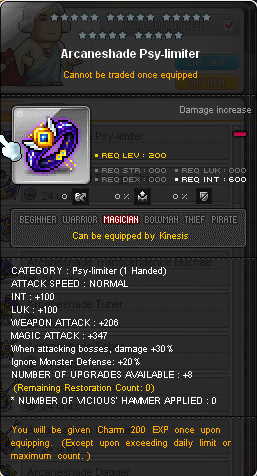 Arcaneshade Psy-limiter
Cannot be traded once equipped
Damage increase
Psy-limiter
REQ LEV : 200
REQ STR : 000
REQ LUK : 000
REQ DEX : 000
REQ INT : 600
0
0%
0%
BEGINNER WARRIOR MAGICIAN BOWMAN THIEF PIRATE
Can be equipped by Kinesis
CATEGORY : Psy-limiter (1 Handed)
ATTACK SPEED : NORMAL
INT : +100
LUK : +100
WEAPON ATTACK : +206
MAGIC ATTACK : +347
When attacking bosses, damage +30%
Ignore Monster Defense: +20%
NUMBER OF UPGRADES AVAILABLE : +8
(Remaining Restoration Count: 0)
* NUMBER OF VICIOUS' HAMMER APPLIED : 0
You will be given Charm 200 EXP once upon
equipping. (Except upon exceeding daily limit or
maximum count. )
Arcaneshade Dagger